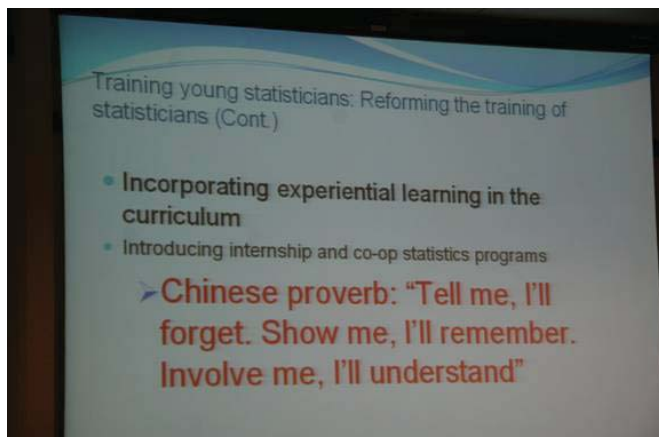 Training young statisticians: Reforming the training of
statisticians (Cont.)
• Incorporating experiential learning in the
curriculum
• Introducing internship and co-op statistics programs
➢Chinese proverb: “Tell me, I’ll
forget. Show me, I’ll remember.
Involve me, I’ll understand”